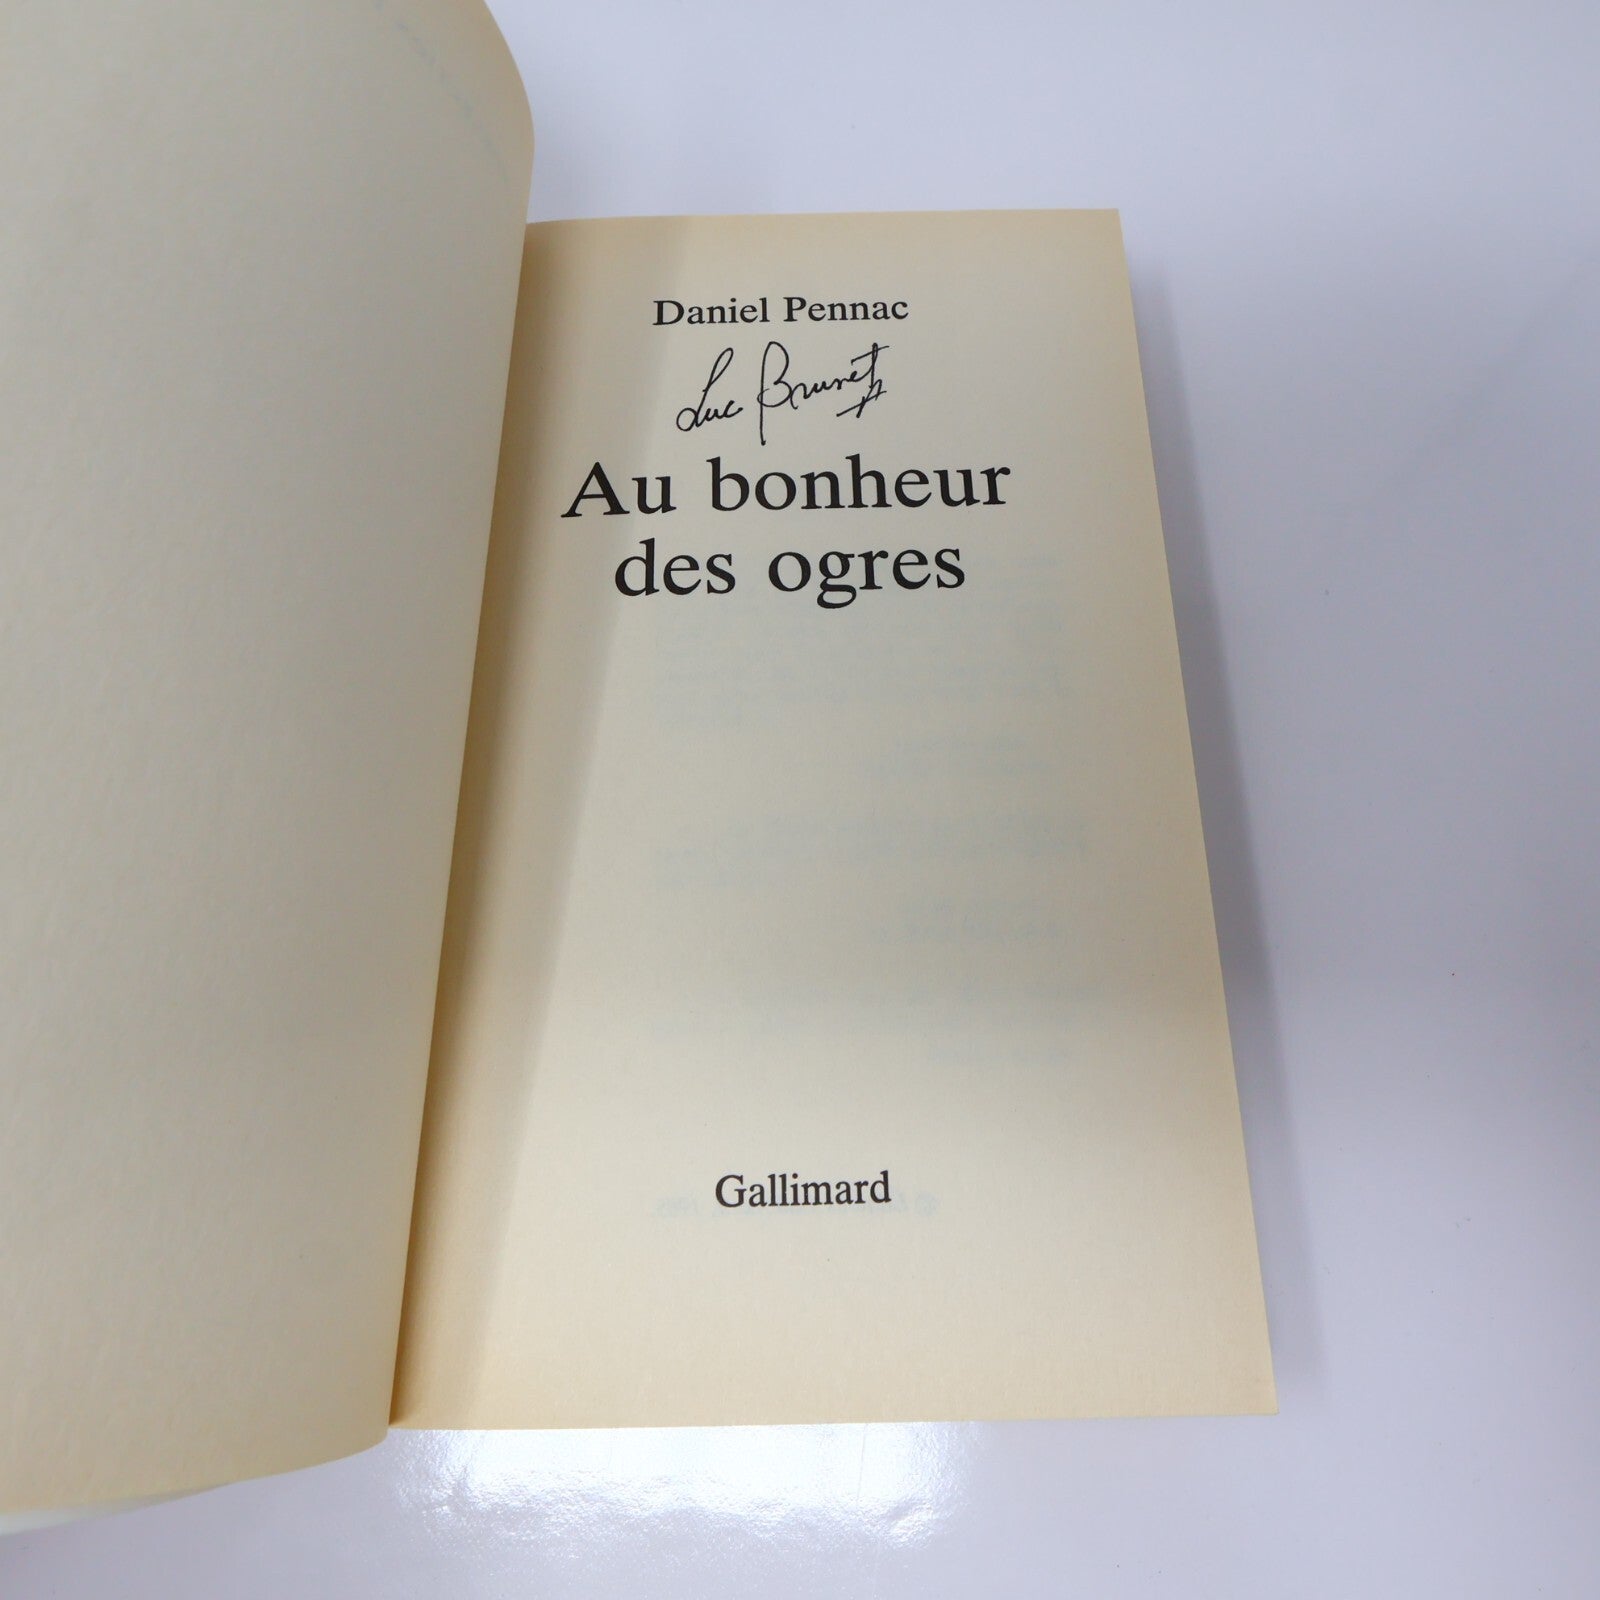 Daniel Pennac
Luc Brunet
Au bonheur
des ogres
Gallimard